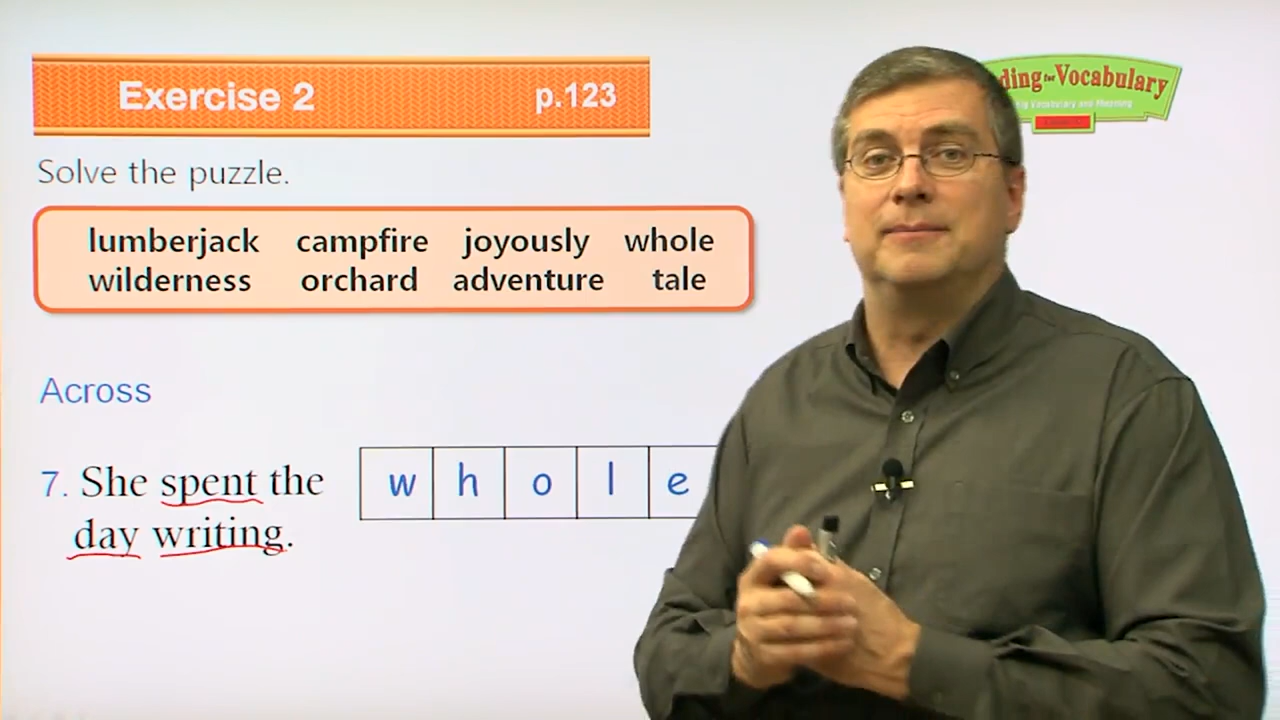 Exercise 2 p.123
Vocabulary
Solve the puzzle.
lumberjack campfire joyously whole
wilderness orchard adventure tale
Across
7. She spent the
day writing.
w h o l e